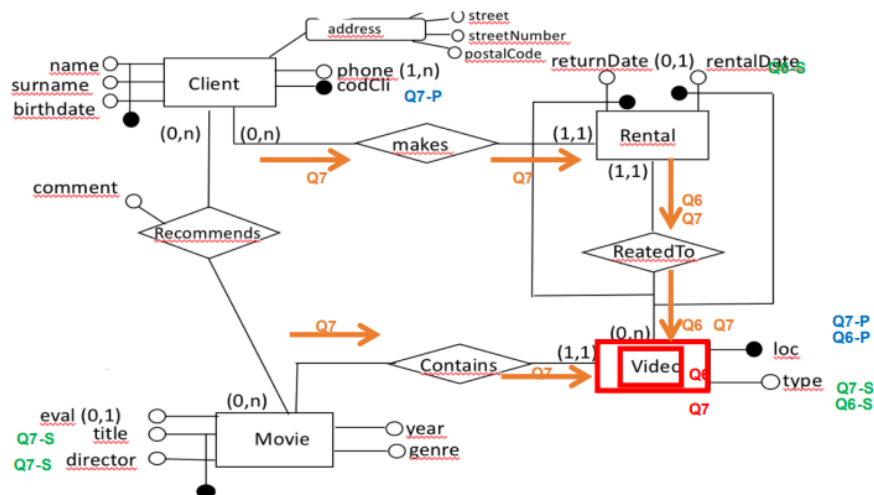 street
address
streetNumber
postalCode
name
surname
birthdate
Client
phone (1,n)
codCli
Q7-P
returnDate (0,1)
rentalDate
Q6-S
(0,n)
(0,n)
makes
(1,1)
Rental
(1,1)
Q7
Q7
comment
Recommends
Q6
Q7
ReatedTo
Q7
Q6 Q7
(0,n)
Q7-P
Q6-P
Contains
(1,1)
Q7
Video
Q6
loc
type
Q7-S
Q6-S
Q7
(0,n)
eval (0,1)
Q7-S
title
Q7-S
director
Movie
year
genre